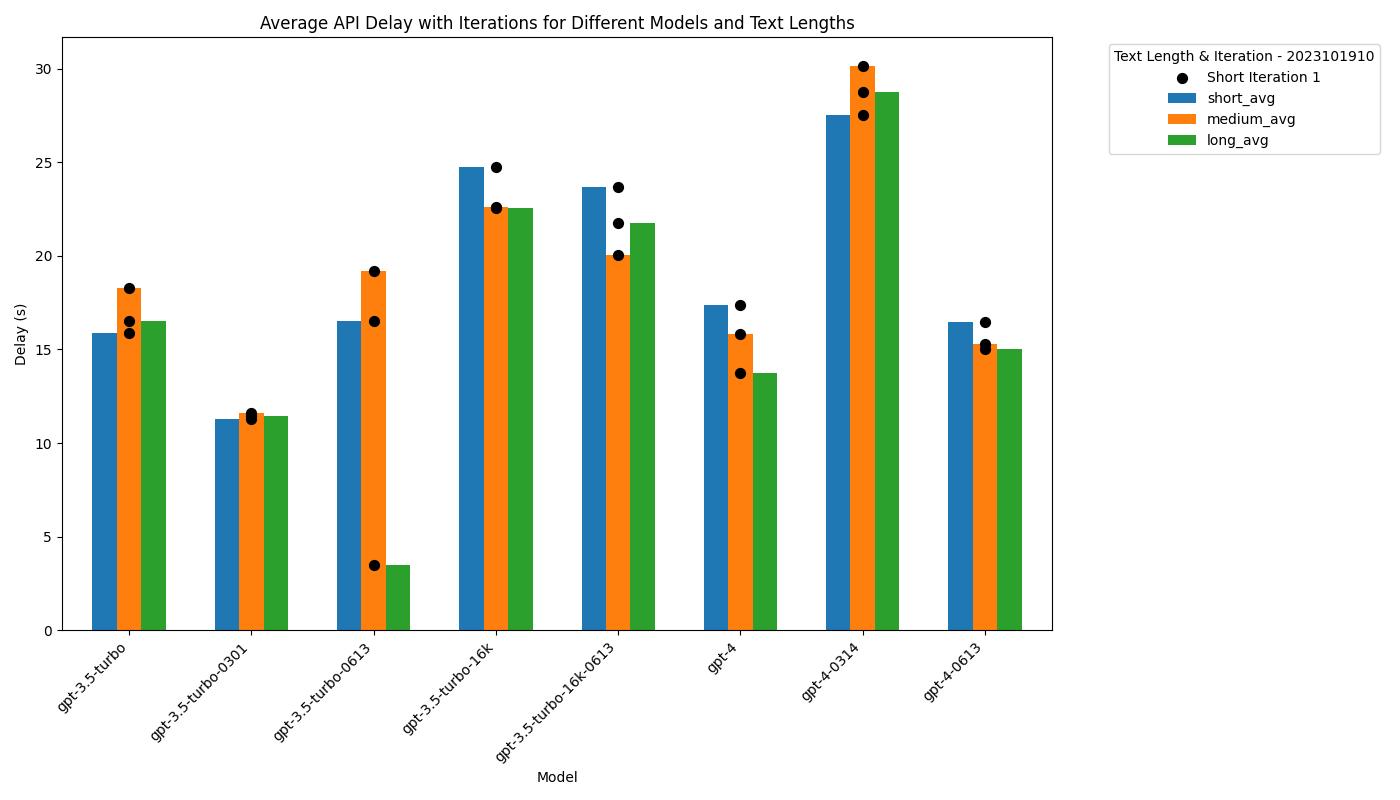 Average API Delay with Iterations for Different Models and Text Lengths
Text Length & Iteration - 2023101910
Short Iteration 1
short_avg
medium_avg
long_avg
Delay (s)
30
25
20
15
10
5
0
gpt-3.5-turbo
gpt-3.5-turbo-0301
gpt-3.5-turbo-0613
gpt-3.5-turbo-16k
gpt-3.5-turbo-16k-0613
gpt-4
gpt-4-0314
gpt-4-0613
Model